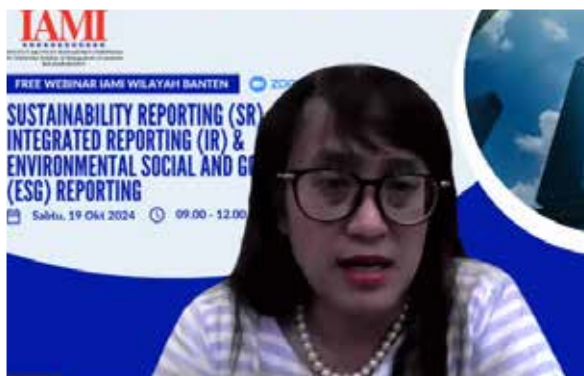 IAMI
FREE WEBINAR IAMI WILAYAH BANTEN
SUSTAINABILITY REPORTING (SR)
INTEGRATED REPORTING (IR) &
ENVIRONMENTAL SOCIAL AND
(ESG) REPORTING
Sabtu, 19 Okt 2024 09.00 - 12.00